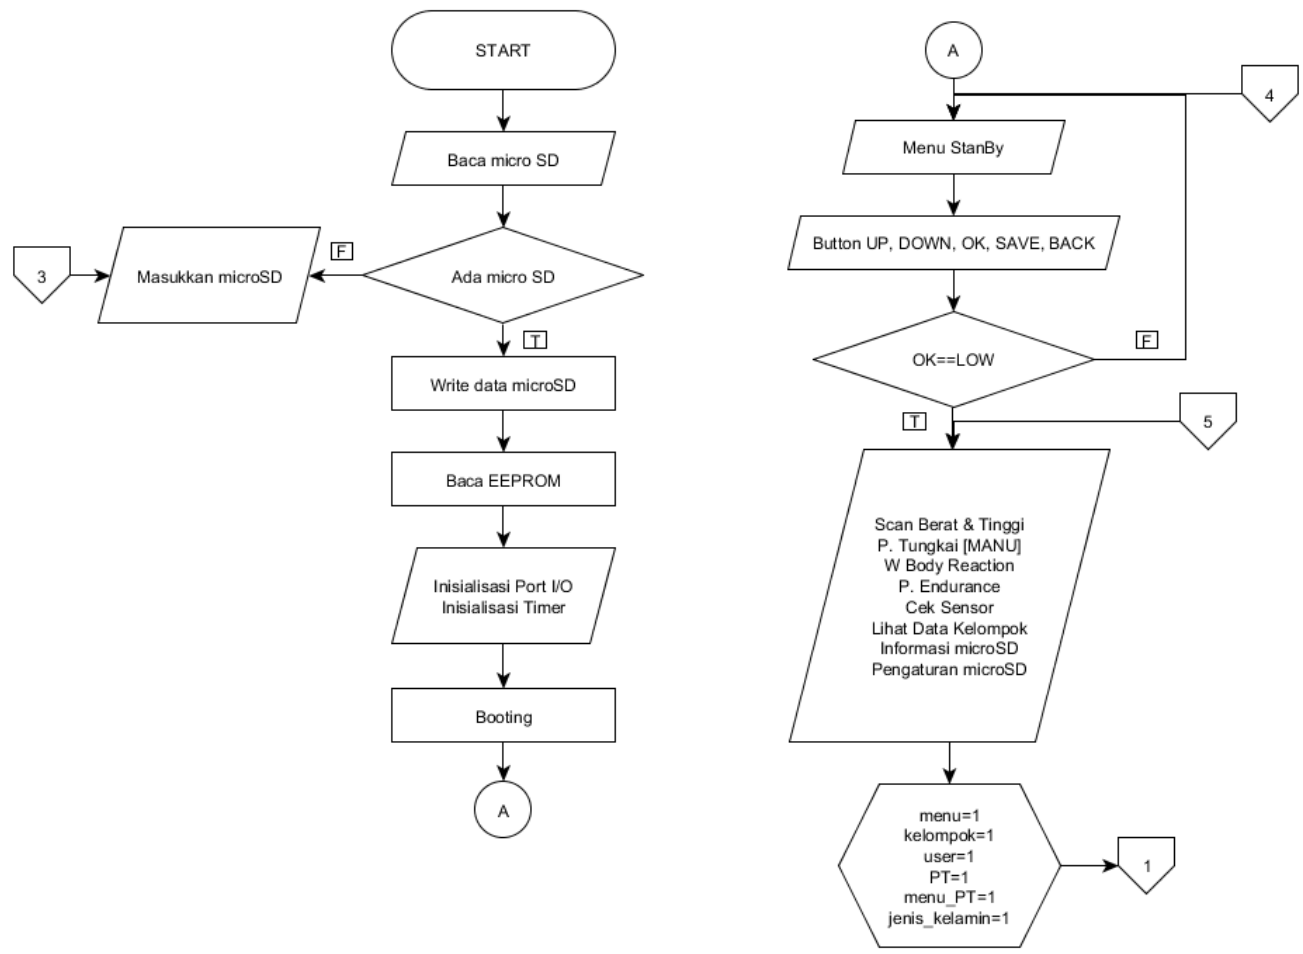 START
Baca micro SD
3
Masukkan microSD
F
Ada micro SD
T
Write data microSD
Baca EEPROM
Inisialisasi Port I/O
Inisialisasi Timer
Booting
A
A
4
Menu StanBy
Button UP, DOWN, OK, SAVE, BACK
OK==LOW
F
T
5
Scan Berat & Tinggi
P. Tungkai [MANU]
W Body Reaction
P. Endurance
Cek Sensor
Lihat Data Kelompok
Informasi microSD
Pengaturan microSD
menu=1
kelompok=1
user=1
PT=1
menu_PT=1
jenis_kelamin=1
1